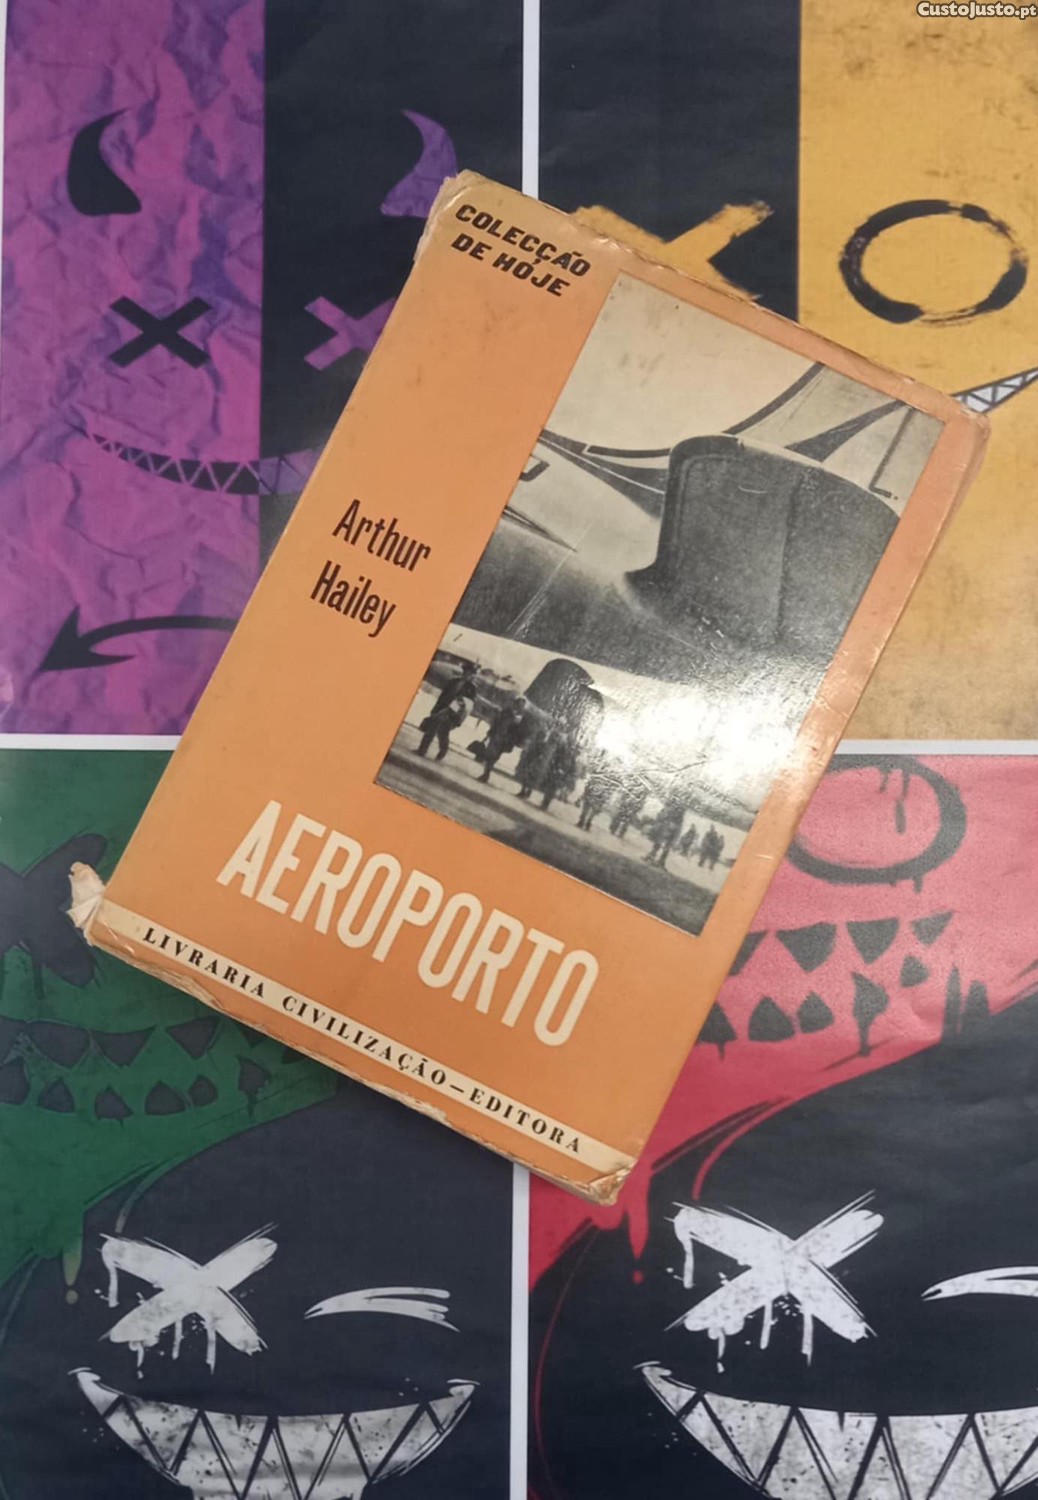 CustoJusto.pt
COLECÇÃO
DE HOJE
Arthur
Hailey
AEROPORTO
LIVRARIA CIVILIZAÇÃO—EDITORA